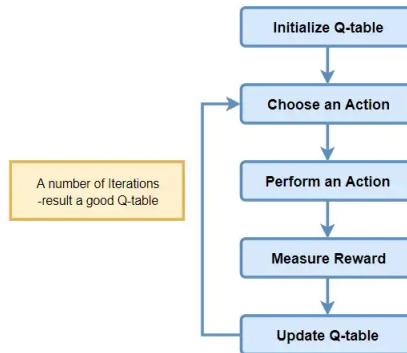 Initialize Q-table
Choose an Action
A number of Iterations
-result a good Q-table
Perform an Action
Measure Reward
Update Q-table